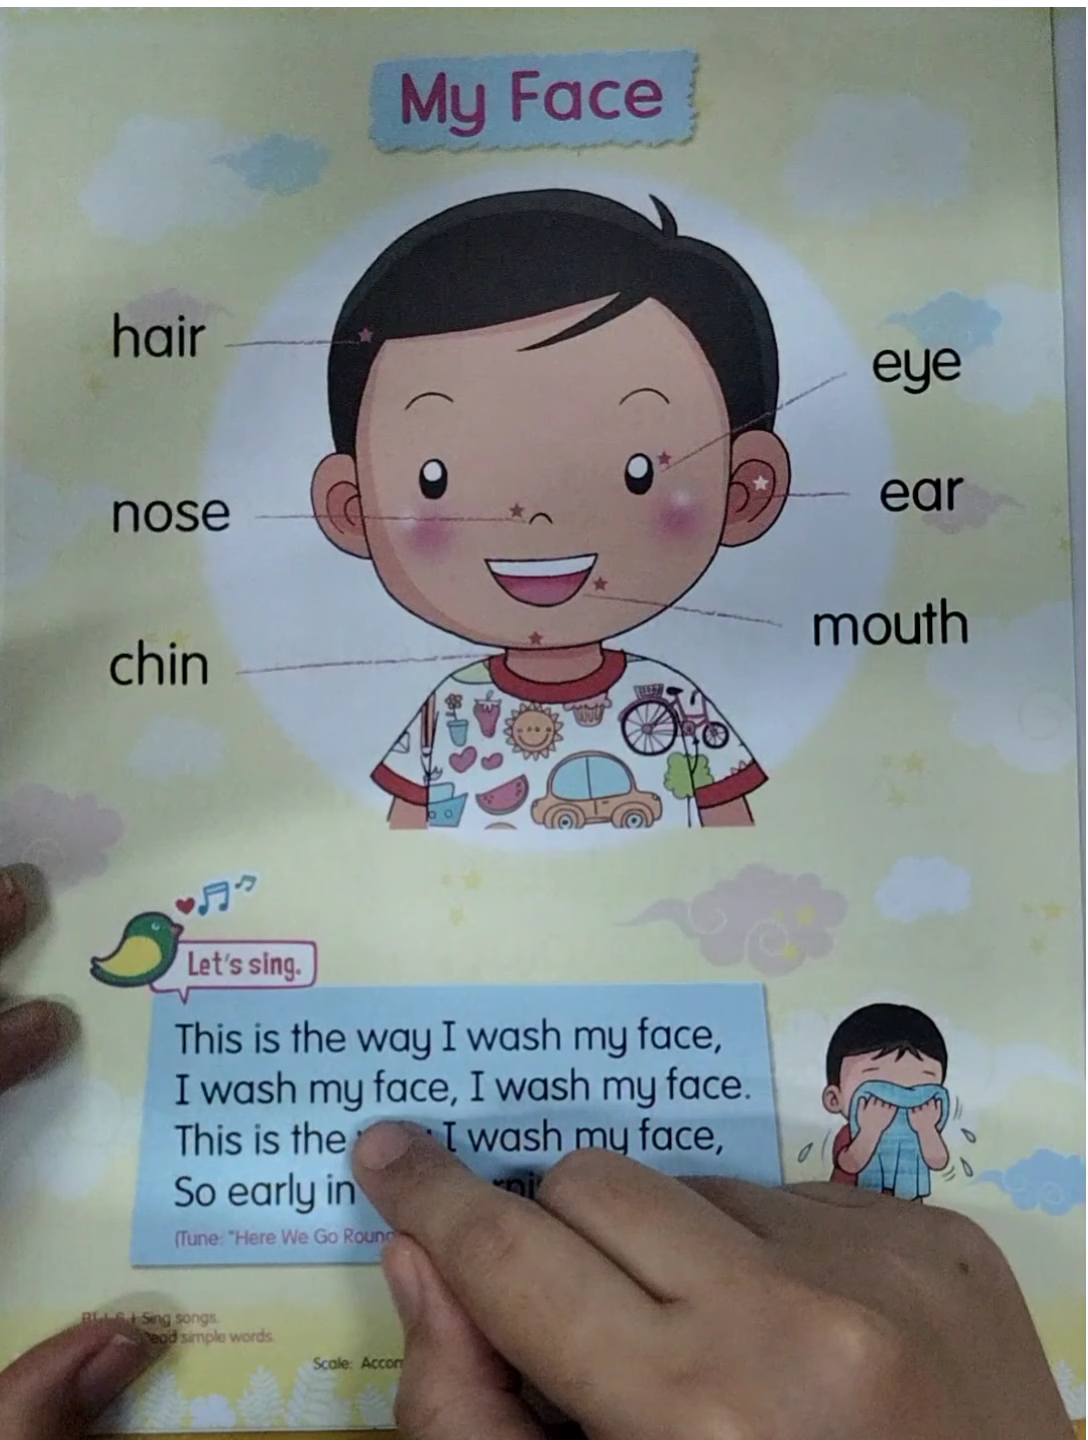 My Face
hair
eye
nose
ear
chin
mouth
Let's sing.
This is the way I wash my face,
I wash my face, I wash my face.
This is the I wash my face,
So early in
(Tune: "Here We Go Roun
Sing songs.
ead simple words.
Scale: Accom